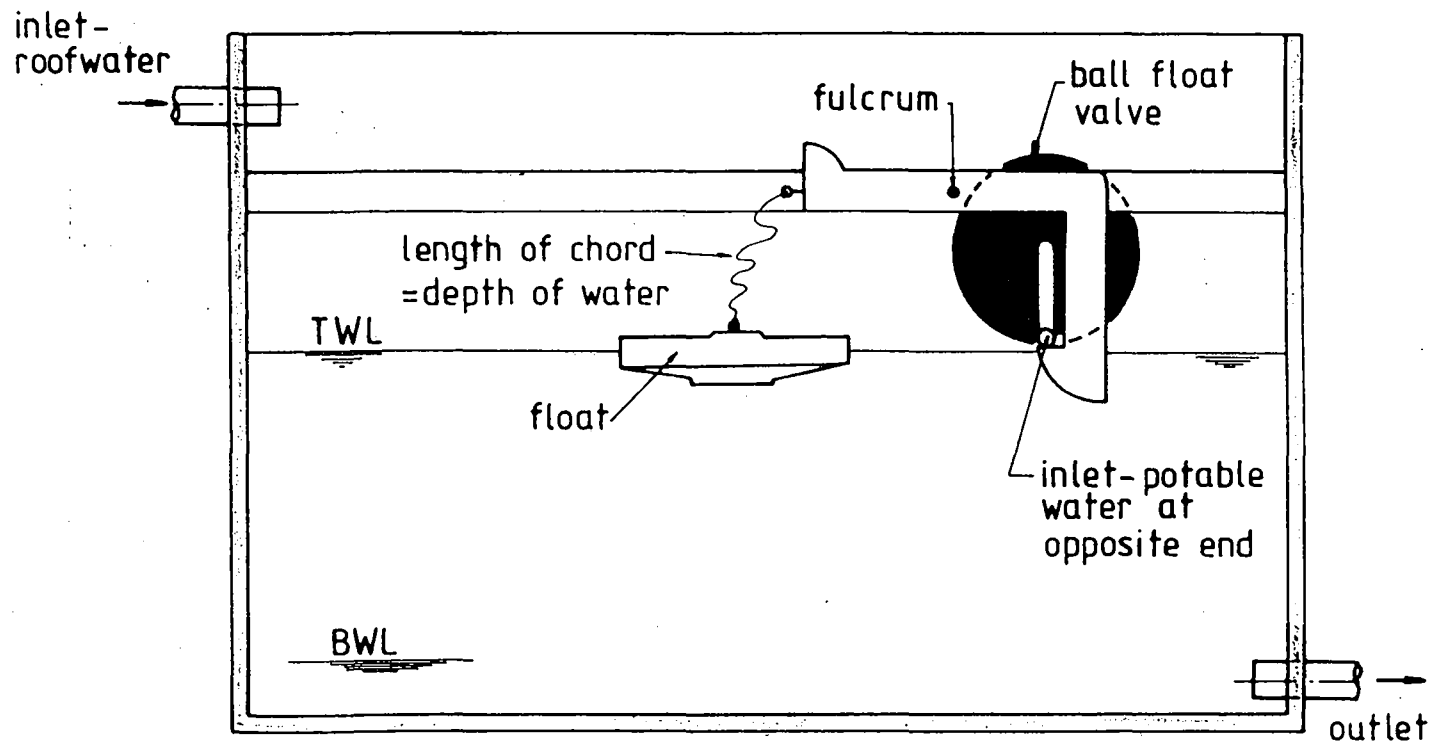 inlet-
roofwater
ball float
valve
fulcrum
length of chord
=depth of water
TWL
float
inlet-potable
water at
opposite end
BWL
outlet